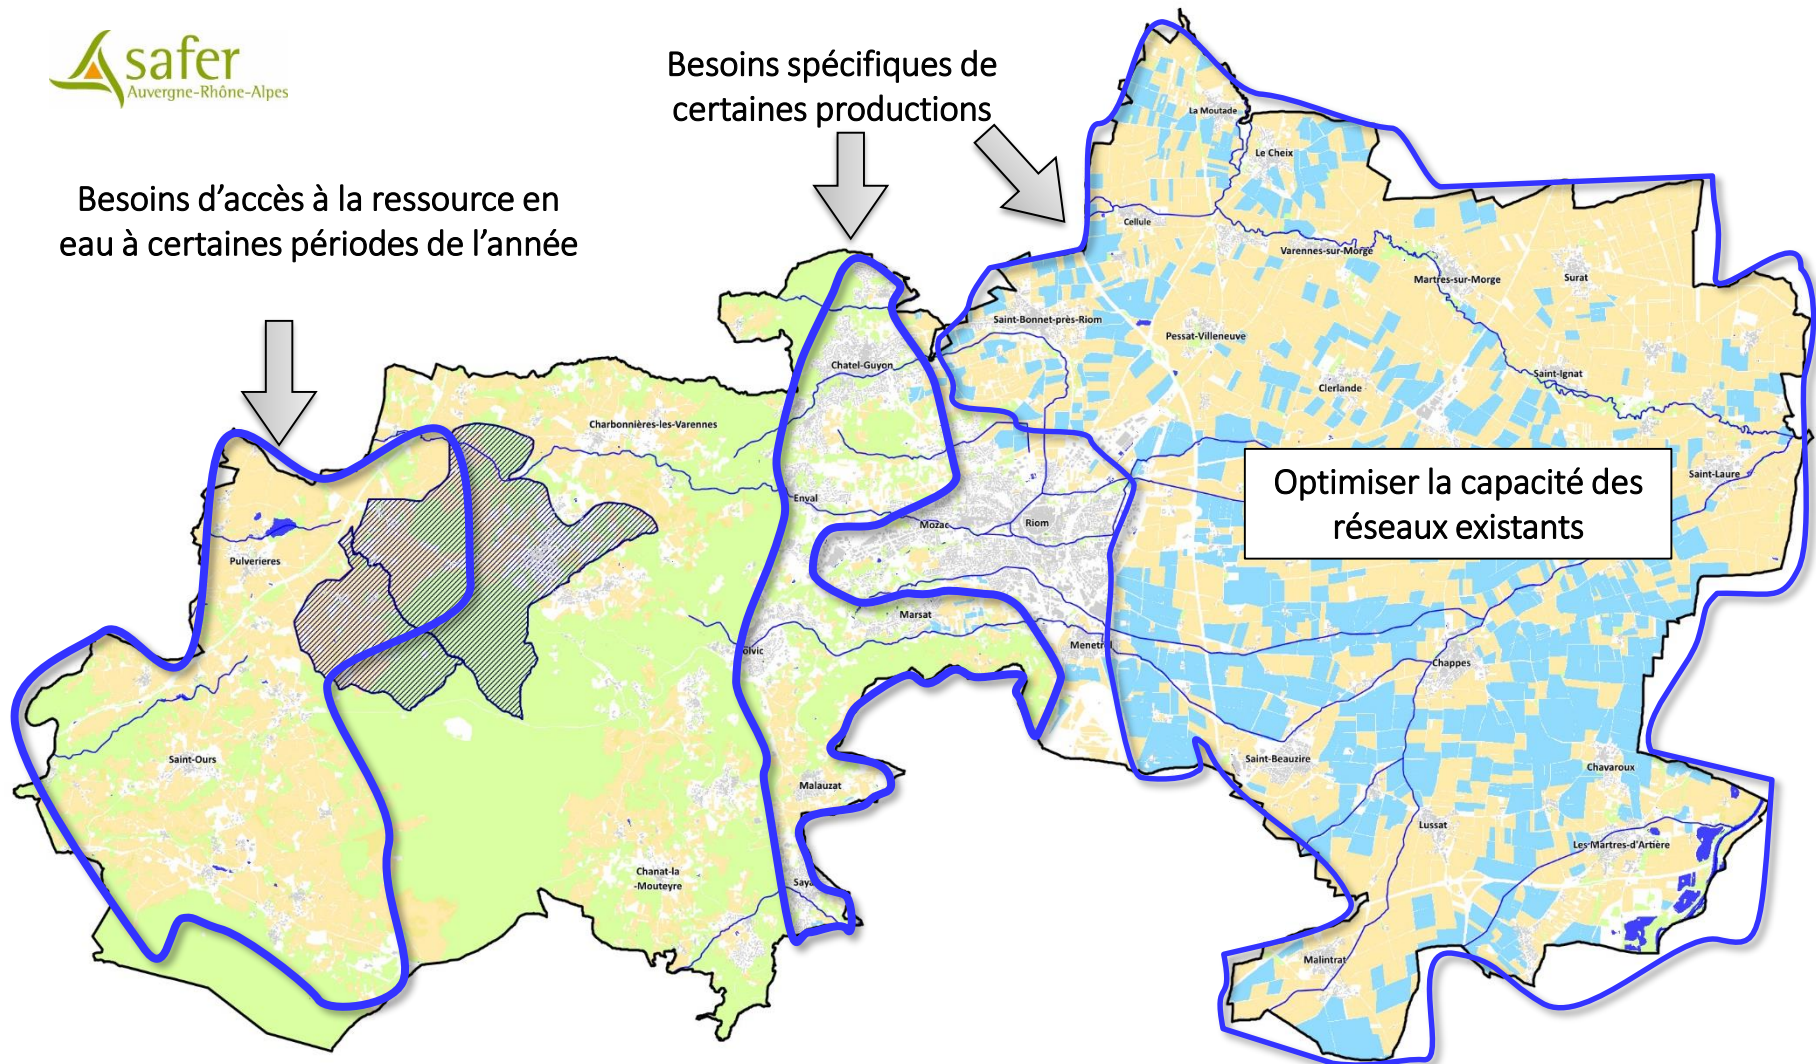 safer
Auvergne-Rhône-Alpes
Besoins spécifiques de
certaines productions
Besoins d’accès à la ressource en
eau à certaines périodes de l’année
La Moutade
Le Cheix
Cellule
Varennes-sur-Morge
Martres-sur-Morge
Surat
Saint-Bonnet-près-Riom
Pessat-Villeneuve
Chatel-Guyon
Clerlande
Saint-Ignat
Charbonnières-les-Varennes
Saint-Laure
Optimiser la capacité des
réseaux existants
Enval
Mozac
Riom
Pulverieres
Marsat
Menetrol
olvic
Chappes
Saint-Ours
Saint-Beauzire
Chavaroux
Malauzat
Lussat
Les-Martres-d'Artière
Chanat-la
-Mouteyre
Saya
Malintrat